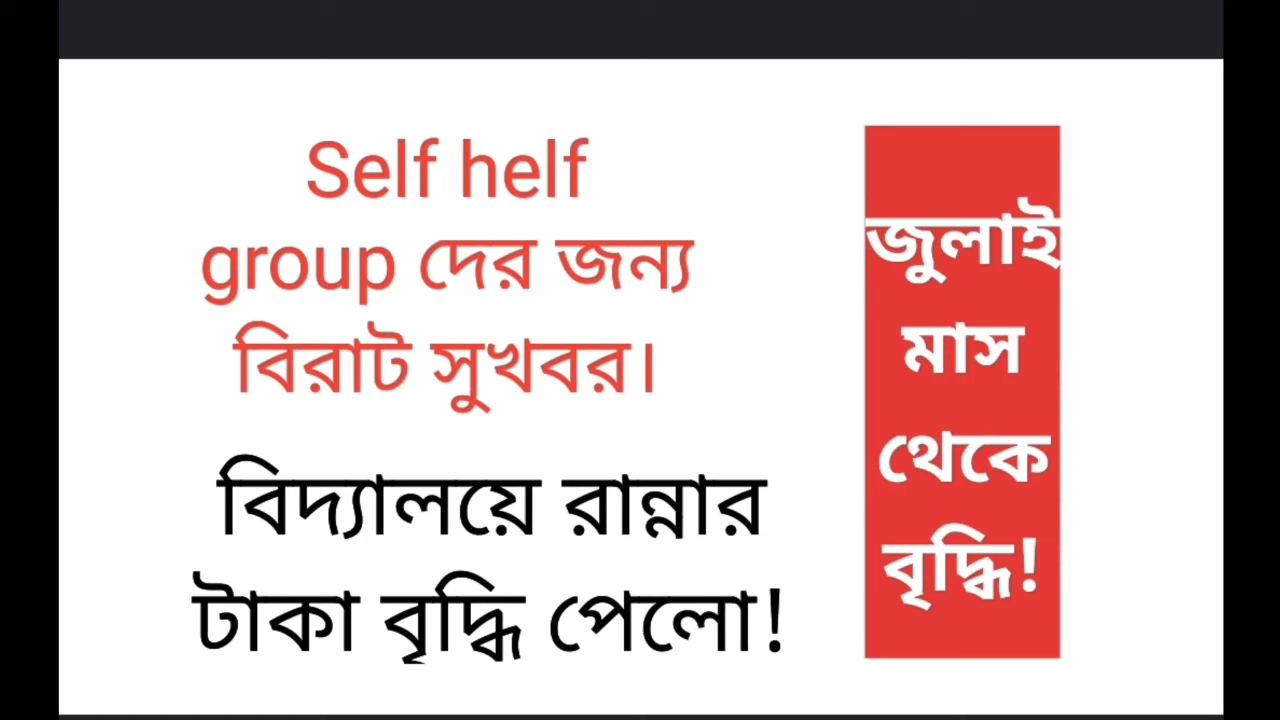 Self helf
group দের জন্য
বিরাট সুখবর।
বিদ্যালয়ে রান্নার
টাকা বৃদ্ধি পেলো!
জুলাই
মাস
থেকে
বৃদ্ধি!